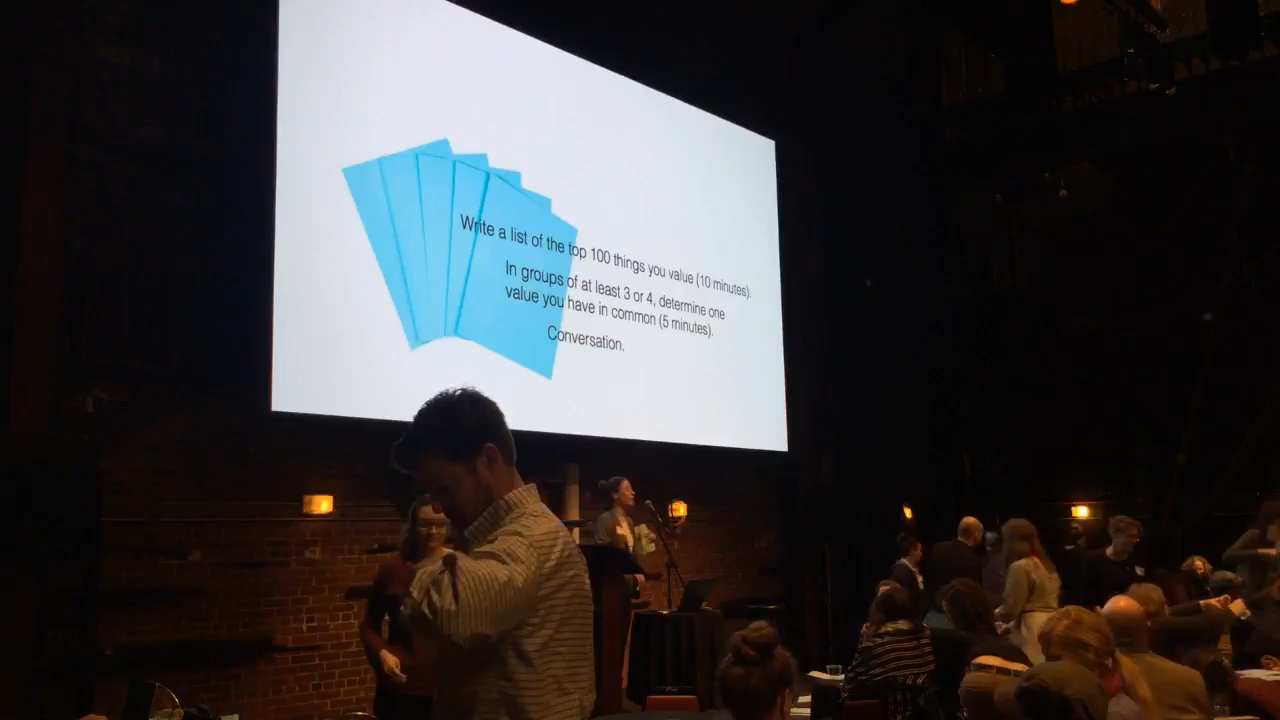 Write a list of the top 100 things you value (10 minutes).
In groups of at least 3 or 4, determine one
value you have in common (5 minutes).
Conversation.